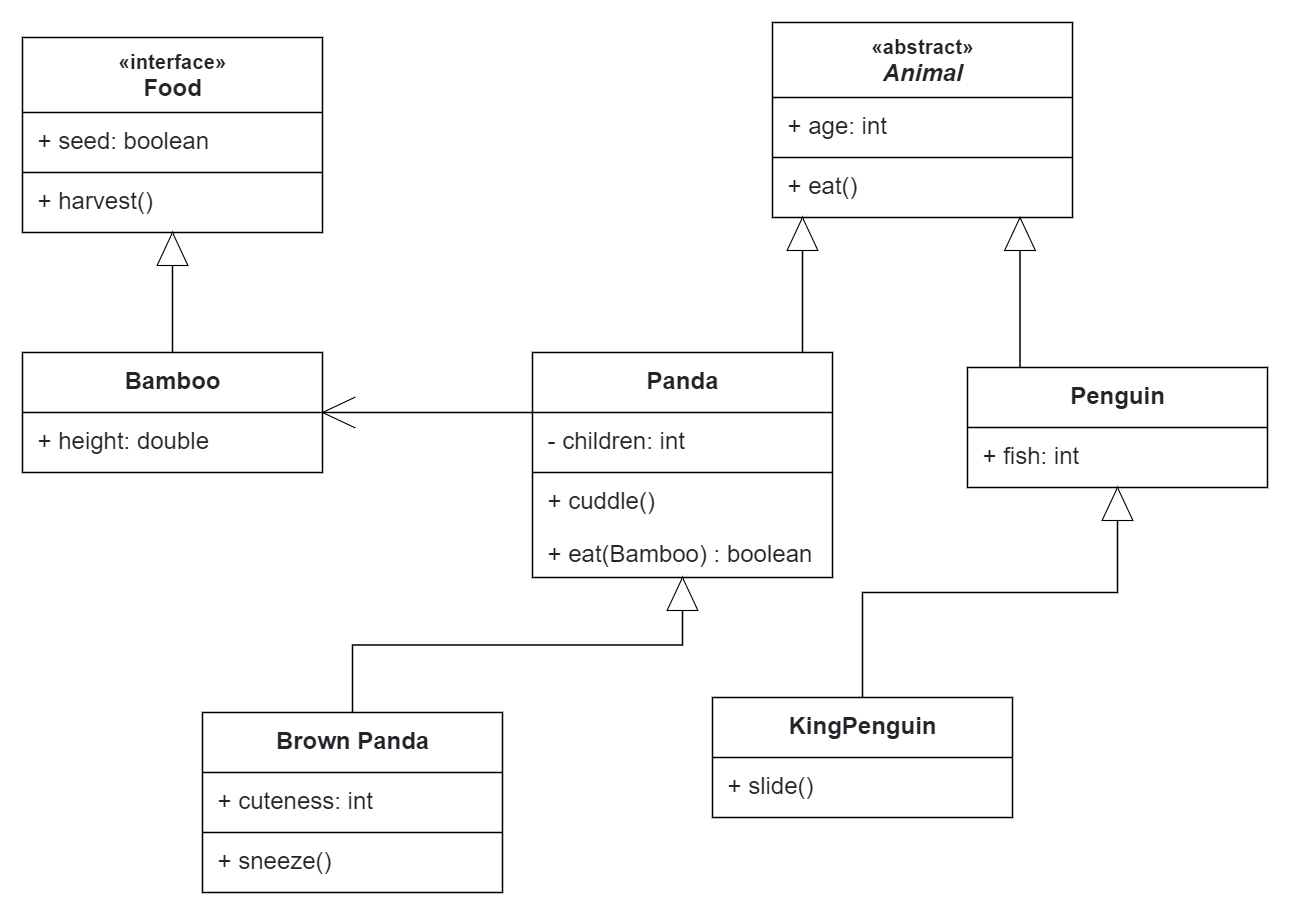 «interface»
Food
+ seed: boolean
+ harvest()
«abstract»
Animal
+ age: int
+ eat()
Bamboo
+ height: double
Panda
- children: int
+ cuddle()
+ eat(Bamboo) : boolean
Penguin
+ fish: int
Brown Panda
+ cuteness: int
+ sneeze()
KingPenguin
+ slide()